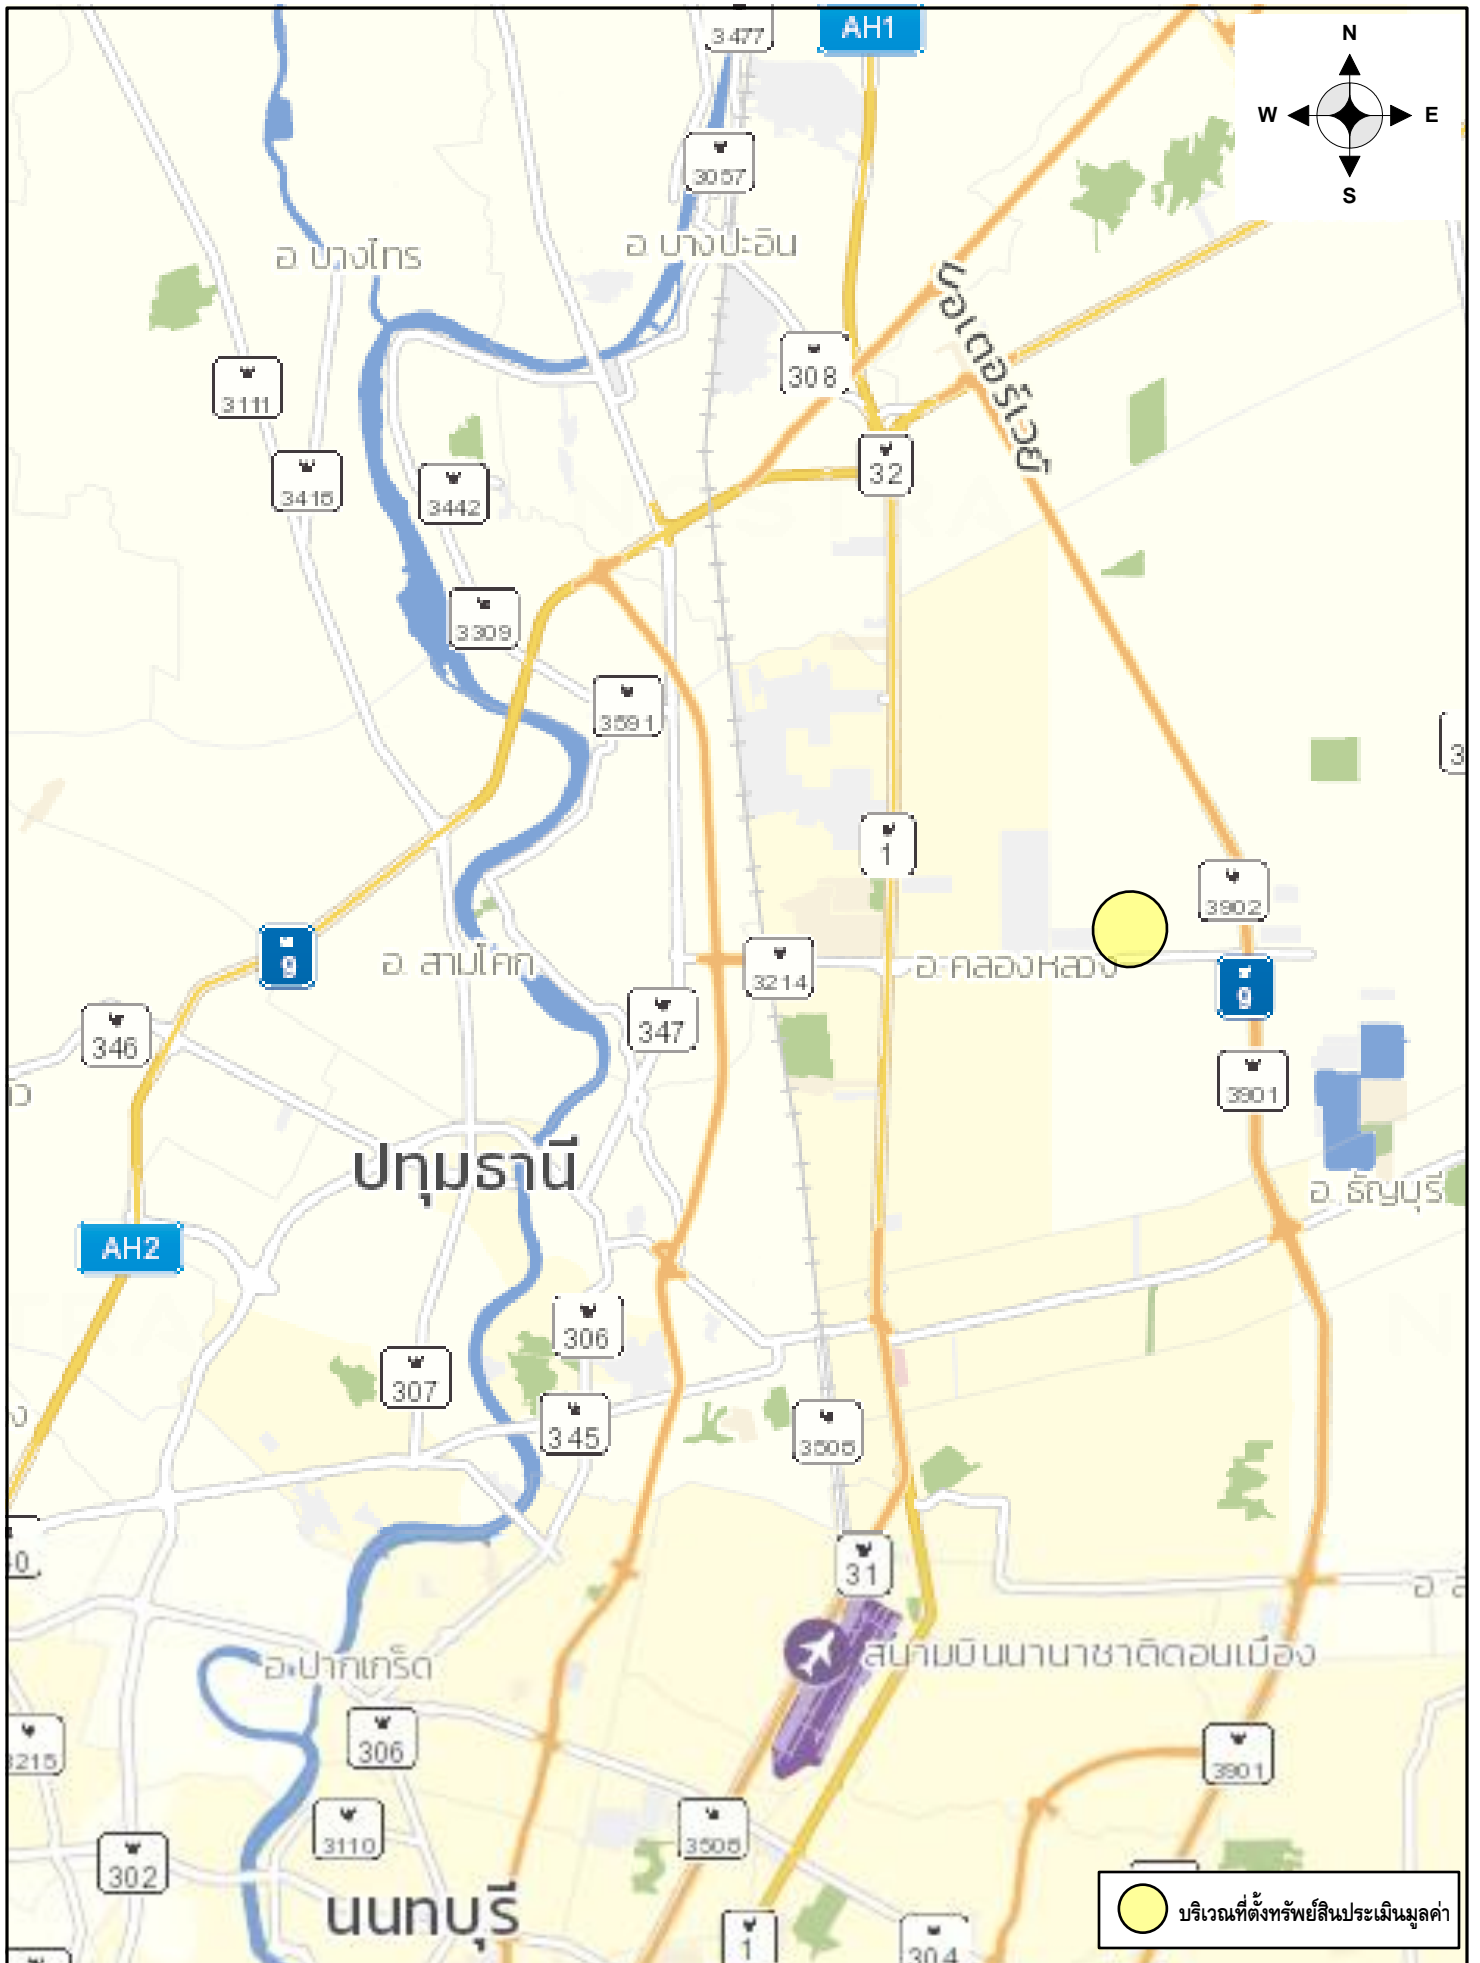 3477
AH1
N
W
E
S
3057
อ. บางไทร
อ. บางปะอิน
มอเตอร์เวย์
308
3111
32
3442
3309
3591
1
3902
อ. สามโคก
9
3214
อ. คลองหลวง
9
346
347
3901
ปทุมธานี
อ. ธัญบุรี
AH2
306
307
345
31
สนามบินนานาชาติดอนเมือง
อ. ปากเกร็ด
306
3901
3110
302
นนทบุรี
1
304
บริเวณที่ตั้งทรัพย์สินประเมินมูลค่า